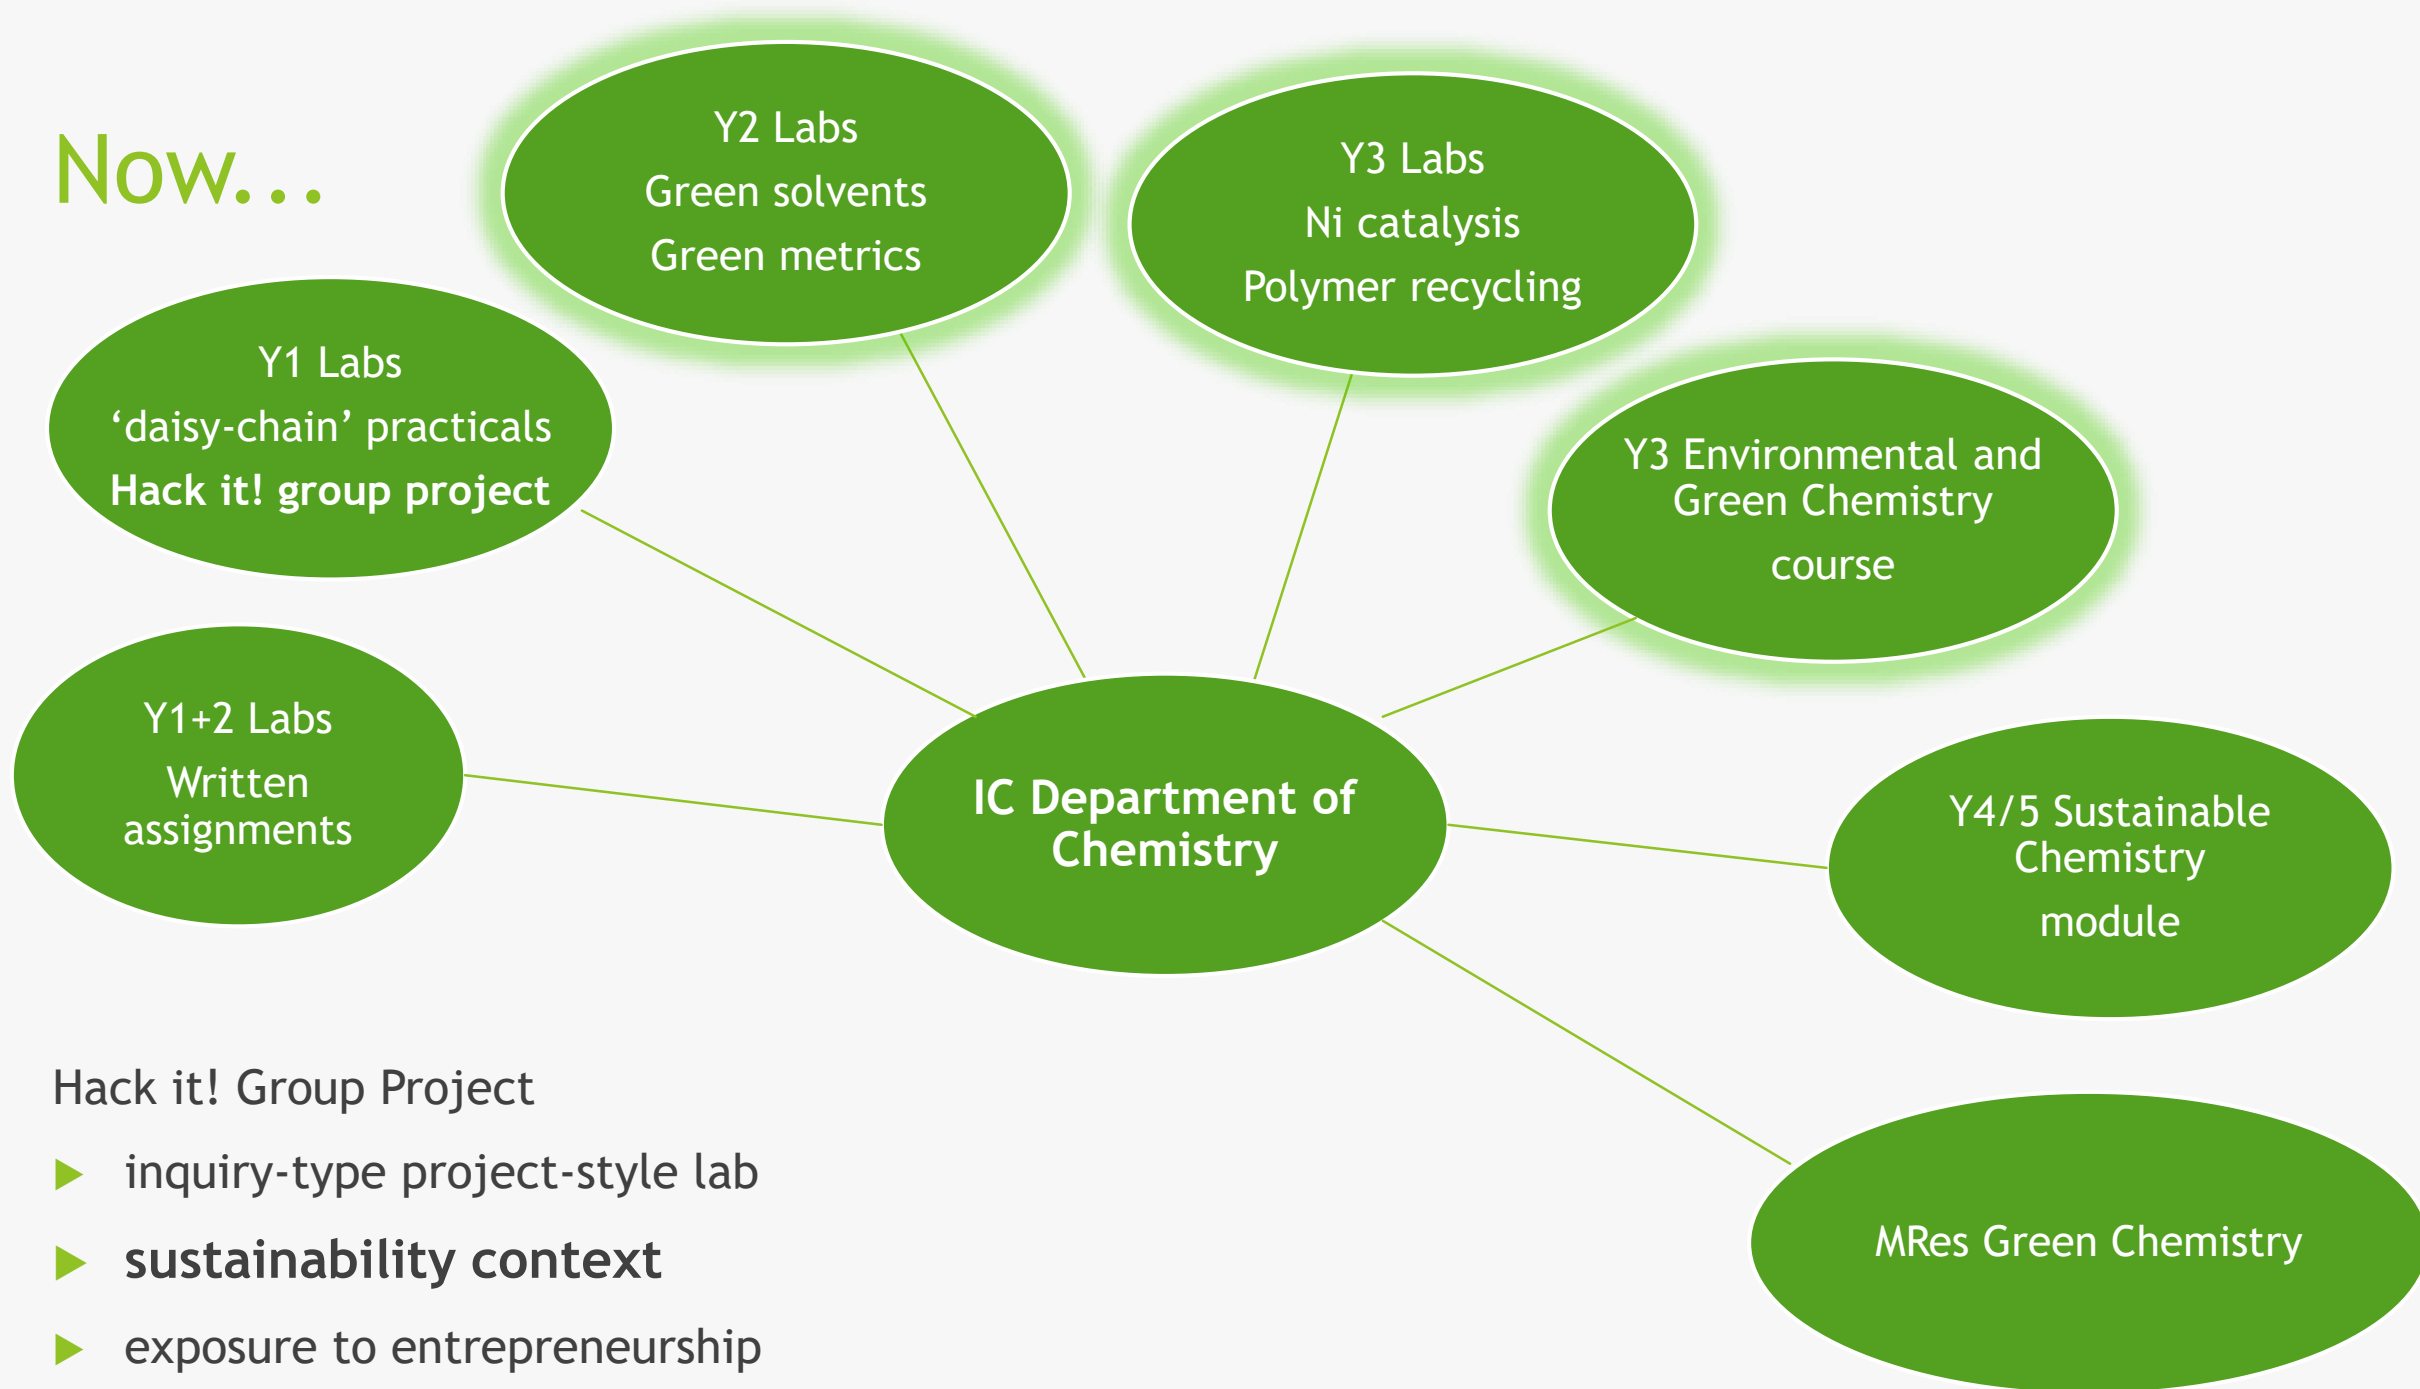 Now...
Y2 Labs
Green solvents
Green metrics
Y3 Labs
Ni catalysis
Polymer recycling
Y1 Labs
‘daisy-chain’ practicals
Hack it! group project
Y3 Environmental and
Green Chemistry
course
Y1+2 Labs
Written
assignments
IC Department of
Chemistry
Y4/5 Sustainable
Chemistry
module
MRes Green Chemistry
Hack it! Group Project
inquiry-type project-style lab
sustainability context
exposure to entrepreneurship